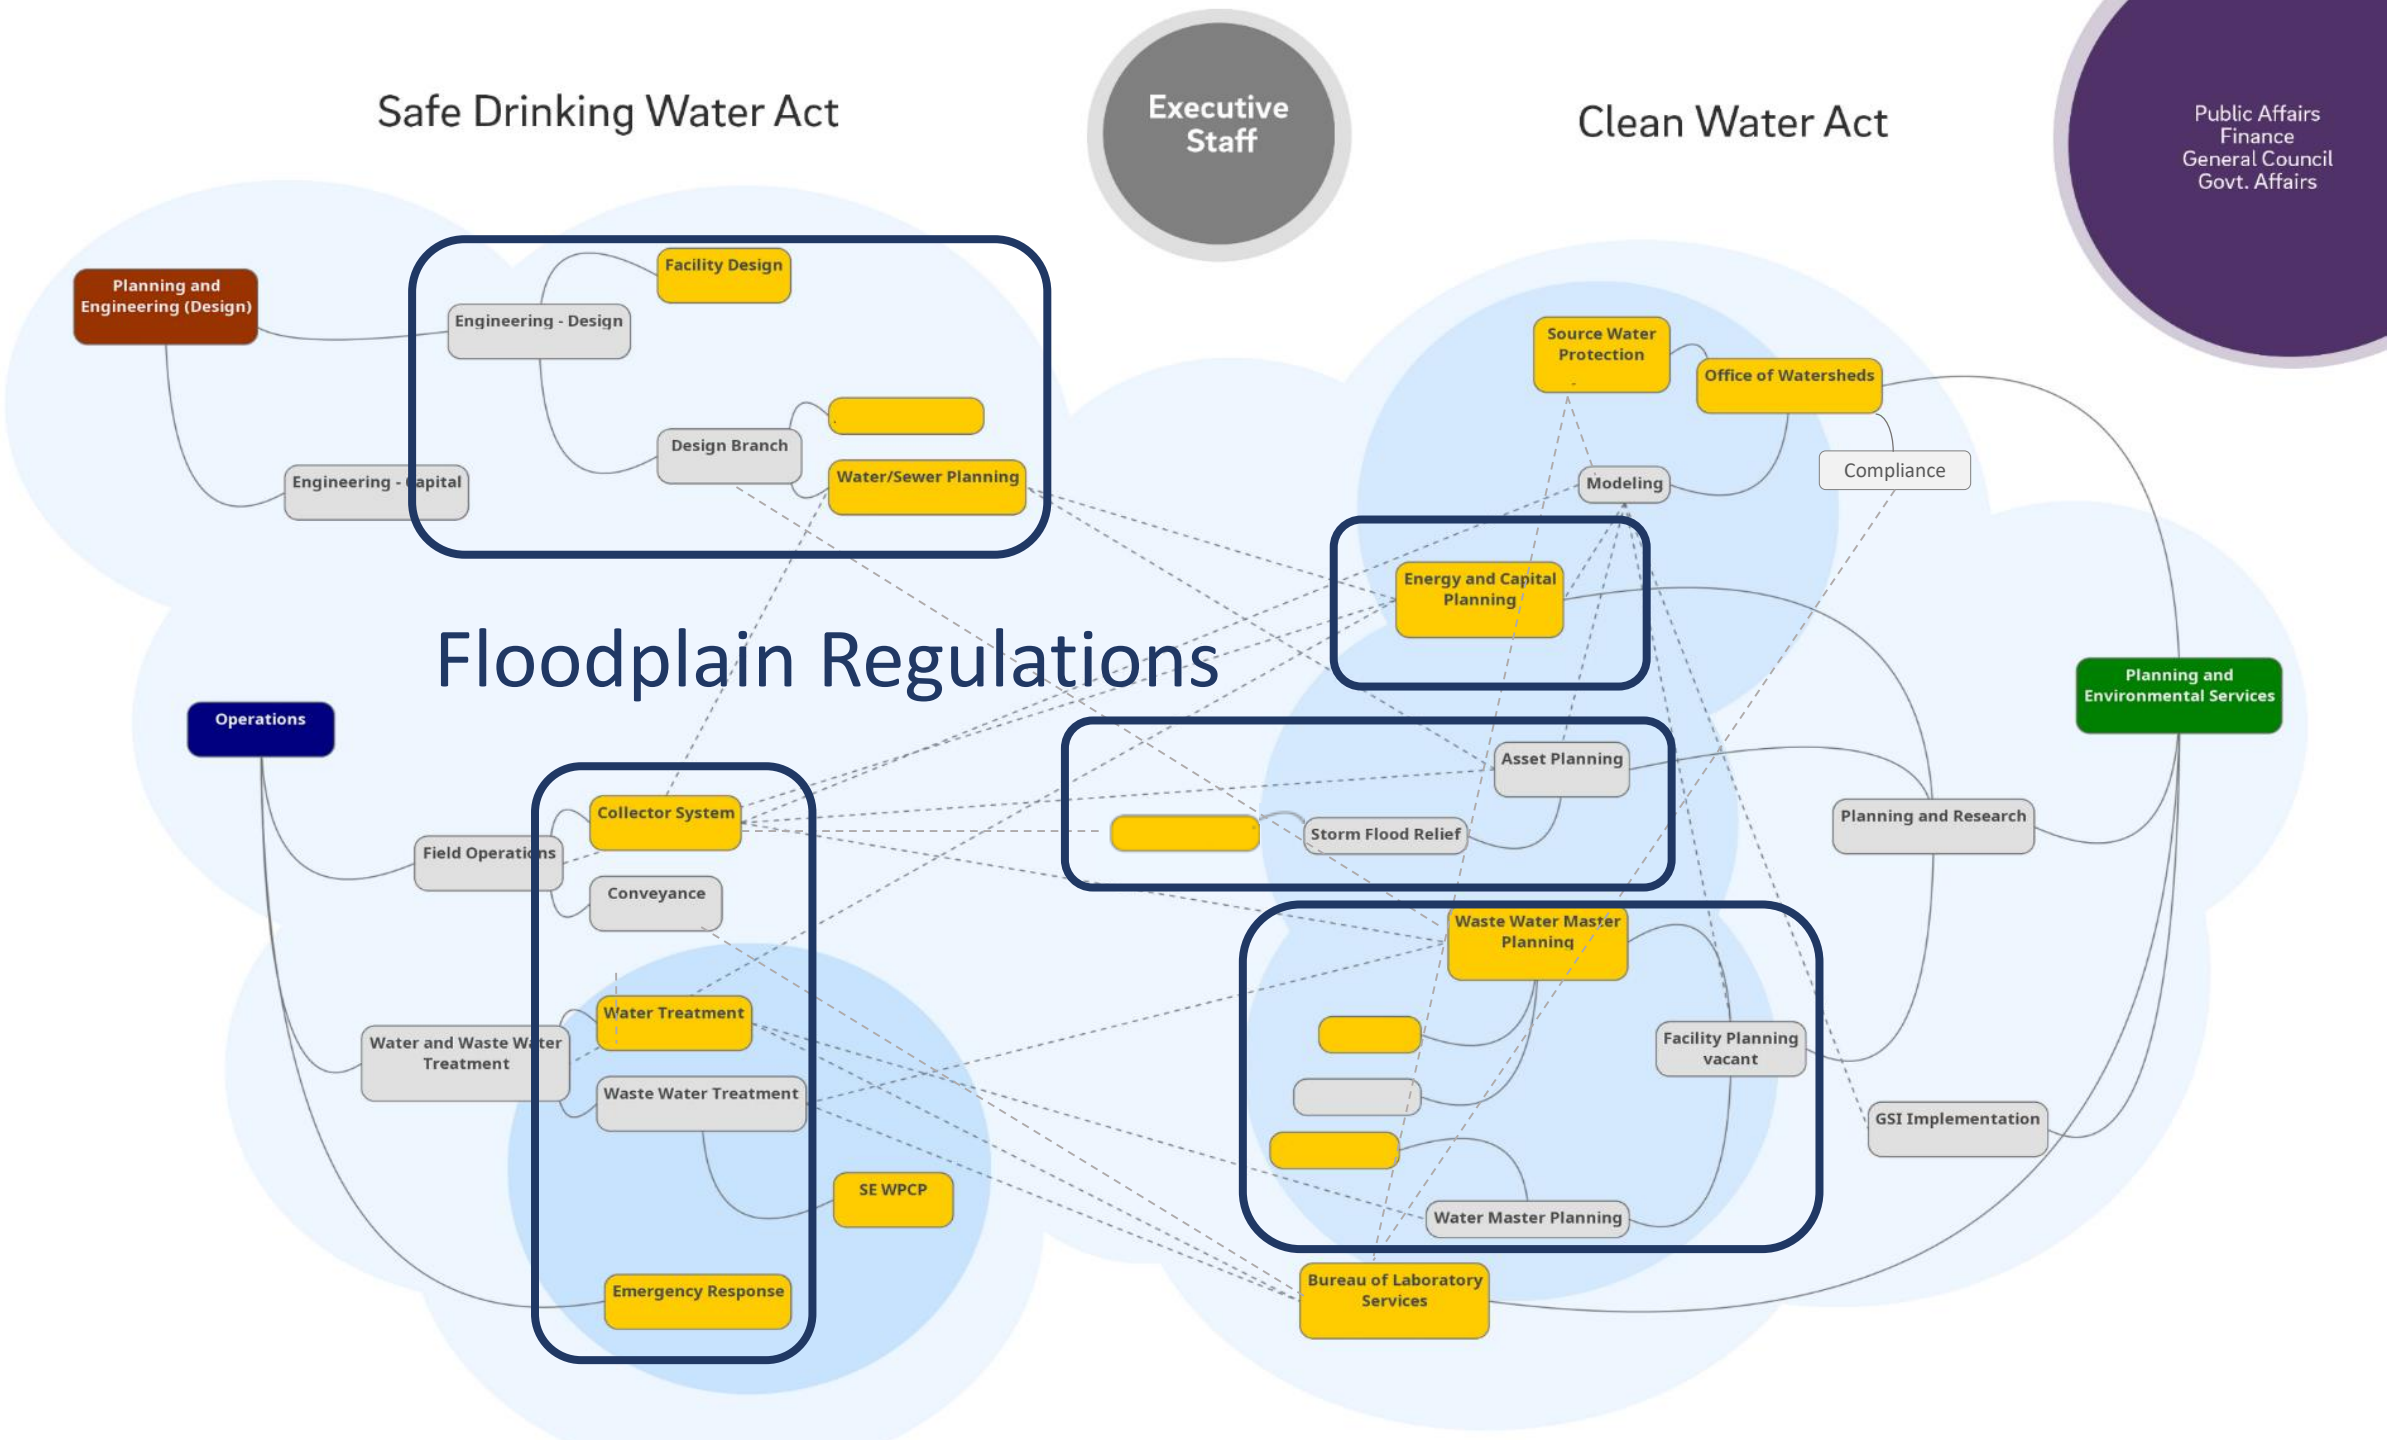 Safe Drinking Water Act
Executive
Staff
Clean Water Act
Public Affairs
Finance
General Council
Govt. Affairs
Planning and
Engineering (Design)
Engineering - Design
Facility Design
Design Branch
Water/Sewer Planning
Engineering - Capital
Source Water
Protection
Office of Watersheds
Modeling
Compliance
Energy and Capital
Planning
Floodplain Regulations
Planning and
Environmental Services
Operations
Collector System
Field Operations
Conveyance
Asset Planning
Storm Flood Relief
Planning and Research
Waste Water Master
Planning
Water Treatment
Water and Waste Water
Treatment
Waste Water Treatment
Facility Planning
vacant
GSI Implementation
SE WPCP
Water Master Planning
Emergency Response
Bureau of Laboratory
Services